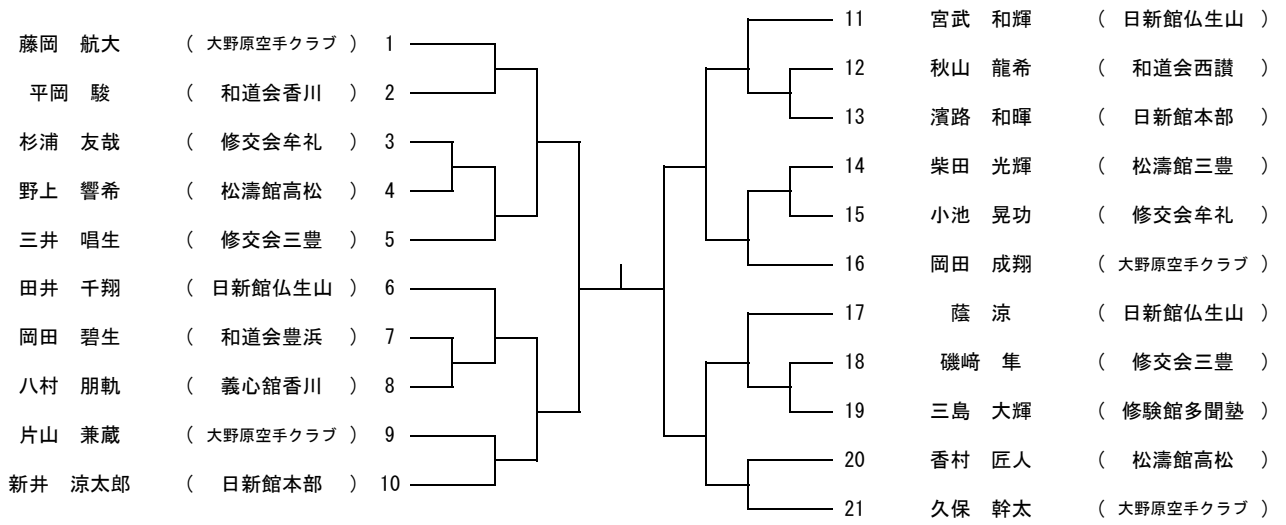 藤岡　航大 （ 大野原空手クラブ ） 1
平岡　駿 （ 和道会香川 ） 2
杉浦　友哉 （ 修交会牟礼 ） 3
野上　響希 （ 松濤館高松 ） 4
三井　唱生 （ 修交会三豊 ） 5
田井　千翔 （ 日新館仏生山 ） 6
岡田　碧生 （ 和道会豊浜 ） 7
八村　朋軌 （ 義心舘香川 ） 8
片山　兼蔵 （ 大野原空手クラブ ） 9
新井　涼太郎 （ 日新館本部 ） 10
11 宮武　和輝 （ 日新館仏生山 ）
12 秋山　龍希 （ 和道会西讃 ）
13 濱路　和暉 （ 日新館本部 ）
14 柴田　光輝 （ 松濤館三豊 ）
15 小池　晃功 （ 修交会牟礼 ）
16 岡田　成翔 （ 大野原空手クラブ ）
17 蔭　涼 （ 日新館仏生山 ）
18 磯﨑　隼 （ 修交会三豊 ）
19 三島　大輝 （ 修験館多聞塾 ）
20 香村　匠人 （ 松濤館高松 ）
21 久保　幹太 （ 大野原空手クラブ ）